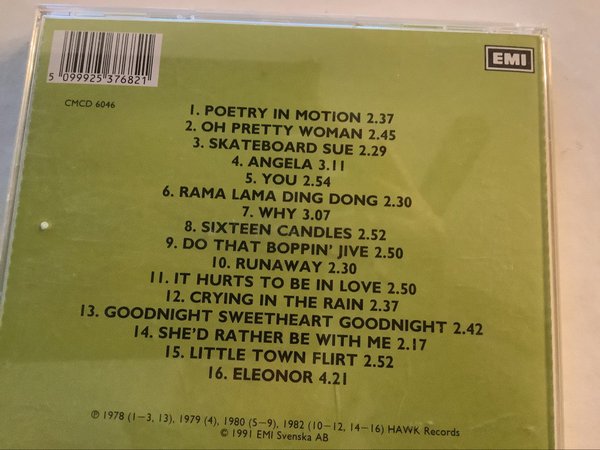 EMI
5 099925 376821
CMCD 6046
1. POETRY IN MOTION 2.37
2. OH PRETTY WOMAN 2.45
3. SKATEBOARD SUE 2.29
4. ANGELA 3.11
5. YOU 2.54
6. RAMA LAMA DING DONG 2.30
7. WHY 3.07
8. SIXTEEN CANDLES 2.52
9. DO THAT BOPPIN' JIVE 2.50
10. RUNAWAY 2.30
11. IT HURTS TO BE IN LOVE 2.50
12. CRYING IN THE RAIN 2.37
13. GOODNIGHT SWEETHEART GOODNIGHT 2.42
14. SHE'D RATHER BE WITH ME 2.17
15. LITTLE TOWN FLIRT 2.52
16. ELEONOR 4.21
℗ 1978 (1–3, 13), 1979 (4), 1980 (5–9), 1982 (10–12, 14–16) HAWK Records
© 1991 EMI Svenska AB